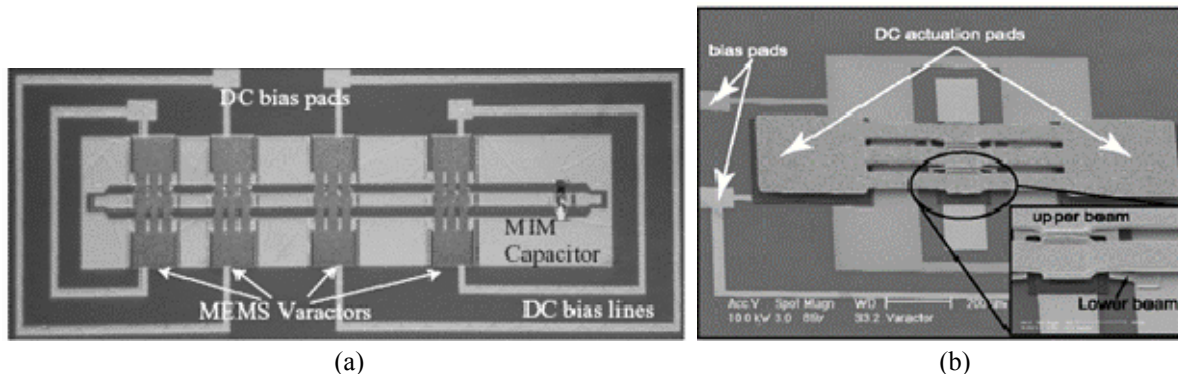 DC bias pads
MIM
Capacitor
MEMS Varactors
DC bias lines
(a)
DC actuation pads
bias pads
upper beam
Lower beam
Acc.V Spot Magn WD
10.0 kV 3.0 S3.2 Varactor
(b)